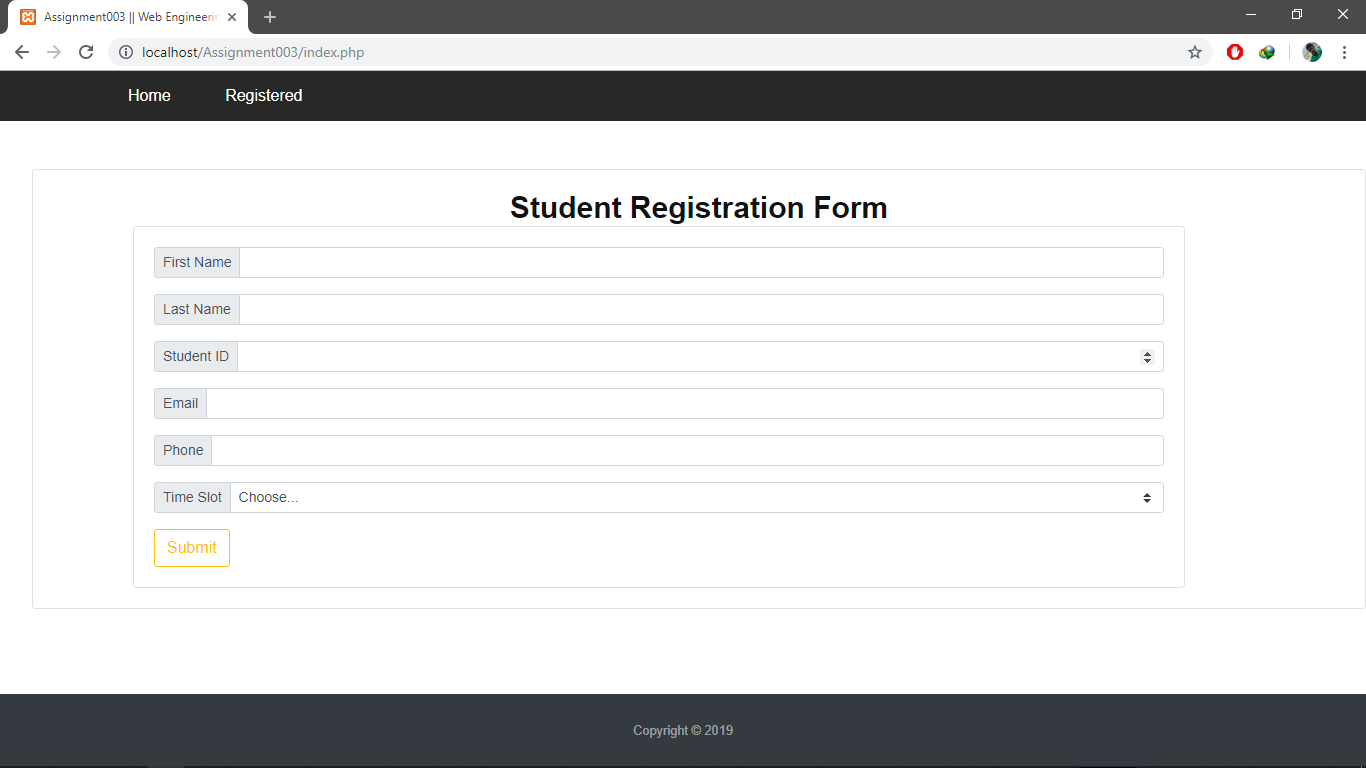 Assignment003 || Web Engineerin
localhost/Assignment003/index.php
Home Registered
Student Registration Form
First Name
Last Name
Student ID
Email
Phone
Time Slot Choose...
Submit
Copyright © 2019